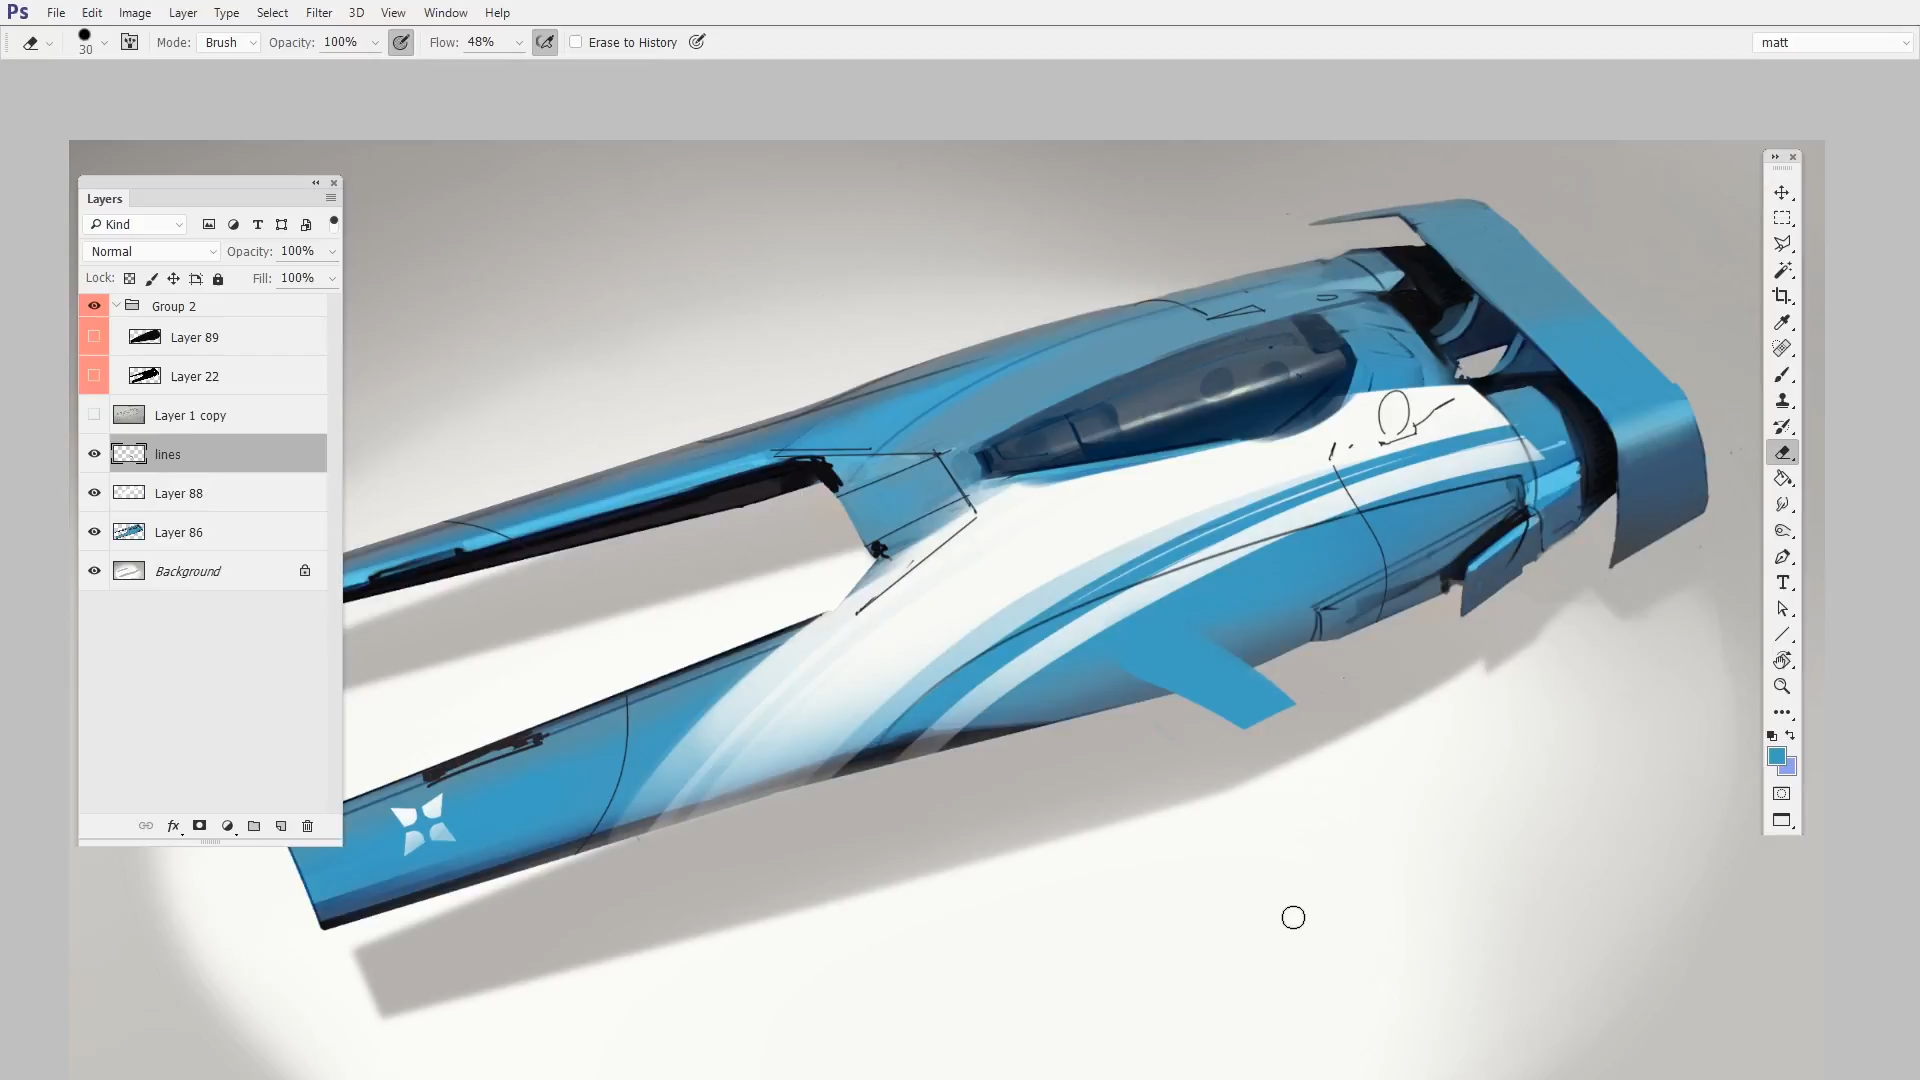 Ps File Edit Image Layer Type Select Filter 3D View Window Help
30 Mode: Brush Opacity: 100% Flow: 48% Erase to History matt
Layers
Kind
Normal Opacity: 100%
Lock: Fill: 100%
Group 2
Layer 89
Layer 22
Layer 1 copy
lines
Layer 88
Layer 86
Background
fx